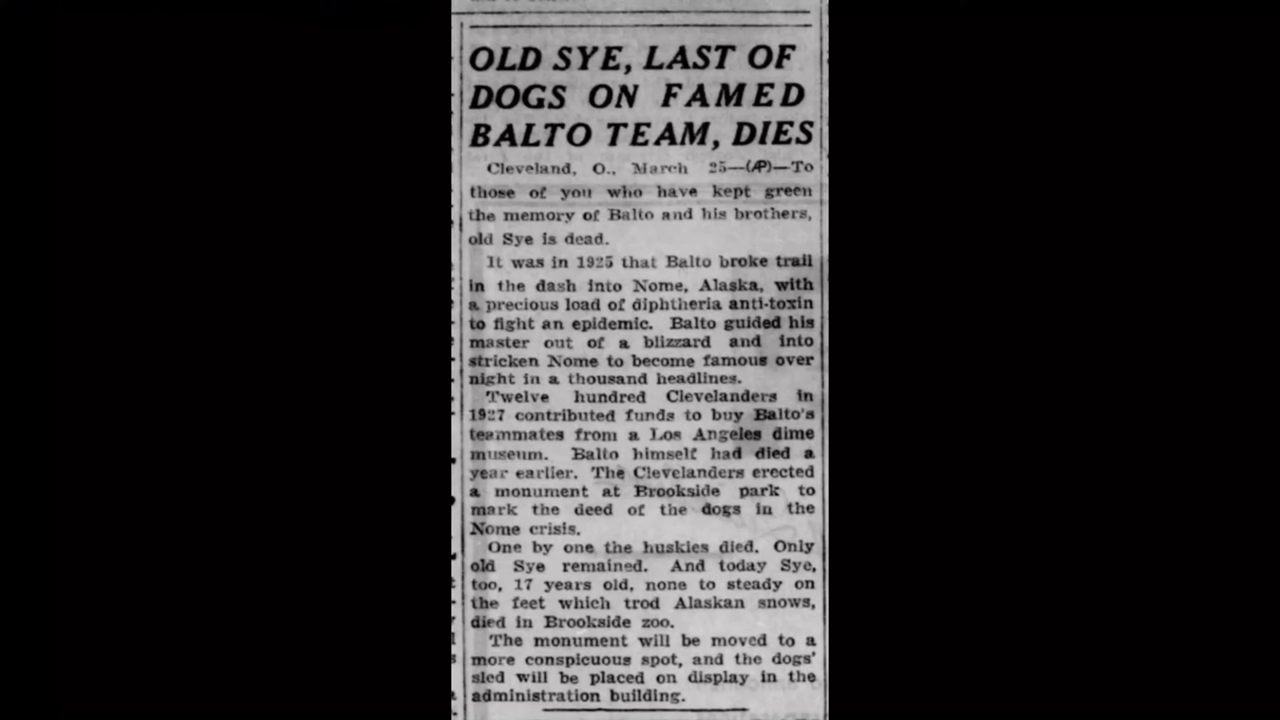 OLD SYE, LAST OF
DOGS ON FAMED
BALTO TEAM, DIES
Cleveland, O., March 25—(AP)—To
those of you who have kept green
the memory of Balto and his brothers,
old Sye is dead.
It was in 1925 that Balto broke trail
in the dash into Nome, Alaska, with
a precious load of diphtheria anti-toxin
to fight an epidemic. Balto guided his
master out of a blizzard and into
stricken Nome to become famous over
night in a thousand headlines.
Twelve hundred Clevelanders in
1927 contributed funds to buy Balto's
teammates from a Los Angeles dime
museum. Balto himself had died a
year earlier. The Clevelanders erected
a monument at Brookside park to
mark the deed of the dogs in the
Nome crisis.
One by one the huskies died. Only
old Sye remained. And today Sye,
too, 17 years old, none to steady on
the feet which trod Alaskan snows,
died in Brookside zoo.
The monument will be moved to a
more conspicuous spot, and the dogs'
sled will be placed on display in the
administration building.